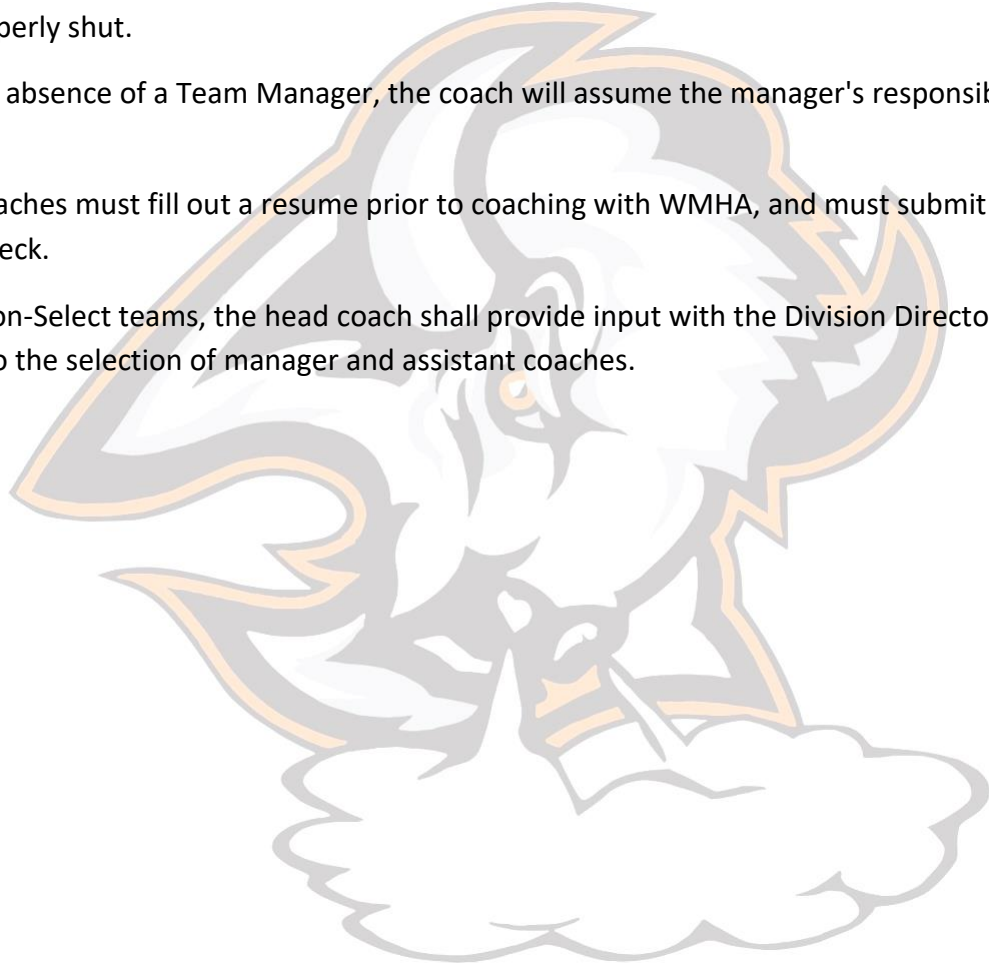 perly shut.
absence of a Team Manager, the coach will assume the manager's responsib
aches must fill out a resume prior to coaching with WMHA, and must submit
eck.
on-Select teams, the head coach shall provide input with the Division Directo
o the selection of manager and assistant coaches.